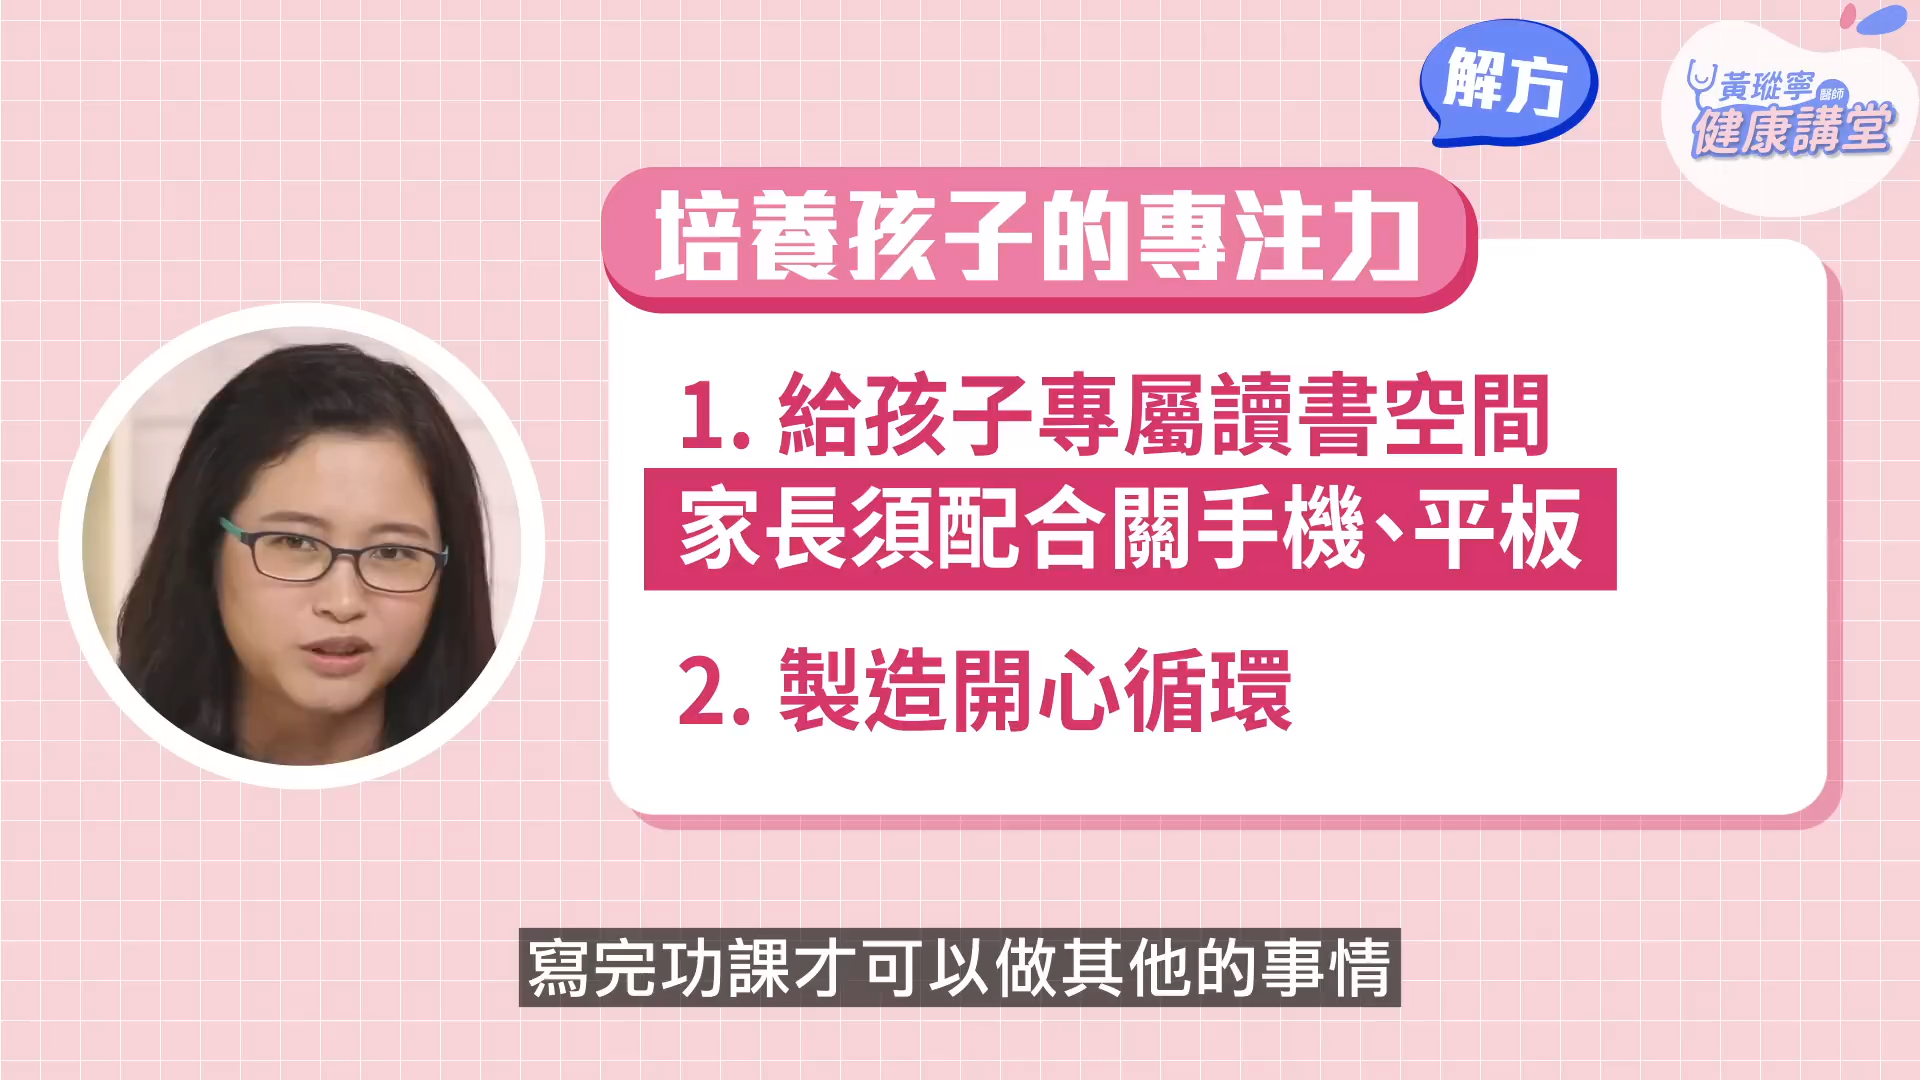 解方
黃瑽寧醫師
健康講堂
培養孩子的專注力
1. 給孩子專屬讀書空間
家長須配合關手機、平板
2. 製造開心循環
寫完功課才可以做其他的事情